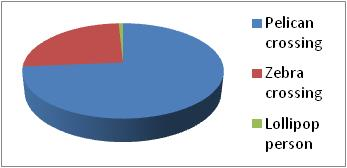 Pelican
crossing
Zebra
crossing
Lollipop
person